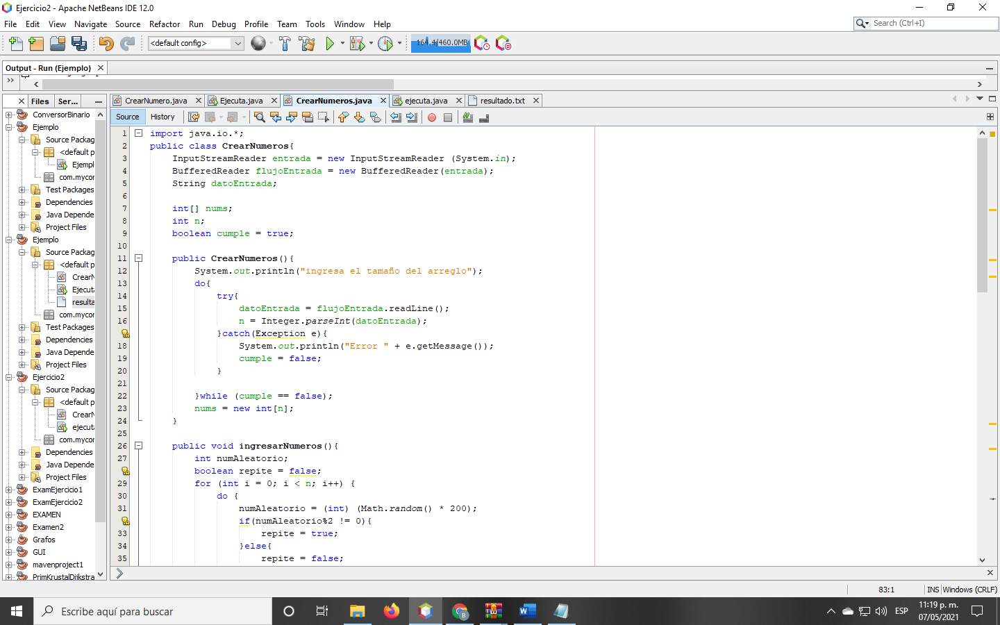 Ejercicio2 - Apache NetBeans IDE 12.0
File Edit View Navigate Source Refactor Run Debug Profile Team Tools Window Help
Search (Ctrl+I)
<default config>
164.4/460.0MB
Output - Run (Ejemplo)
Files Ser...
CrearNumero.java Ejecuta.java CrearNumeros.java ejecuta.java resultado.txt
Source History
ConversorBinario
Ejemplo
Source Packag
<default p
Ejempl
com.mycor
Test Packages
Dependencies
Java Depende
Project Files
Ejemplo
Source Packag
<default p
CrearN
Ejecut
resulta
com.mycor
Test Packages
Dependencies
Java Depende
Project Files
Ejercicio2
Source Packag
<default p
CrearN
ejecut
com.mycor
Dependencies
Java Depende
Project Files
ExamEjercicio1
ExamEjercicio2
EXAMEN
Examen2
Grafos
GUI
mavenproject1
PrimKrustalDijkstra
1 import java.io.*;
2 public class CrearNumeros{
3 InputStreamReader entrada = new InputStreamReader (System.in);
4 BufferedReader flujoEntrada = new BufferedReader(entrada);
5 String datoEntrada;
6
7 int[] nums;
8 int n;
9 boolean cumple = true;
10
11 public CrearNumeros(){
12 System.out.println("ingresa el tamaño del arreglo");
13 do{
14 try{
15 datoEntrada = flujoEntrada.readLine();
16 n = Integer.parseInt(datoEntrada);
}catch(Exception e){
18 System.out.println("Error " + e.getMessage());
19 cumple = false;
20 }
21
22 }while (cumple == false);
23 nums = new int[n];
24 }
25
26 public void ingresarNumeros(){
27 int numAleatorio;
boolean repite = false;
29 for (int i = 0; i < n; i++) {
30 do {
31 numAleatorio = (int) (Math.random() * 200);
if(numAleatorio%2 != 0){
33 repite = true;
34 }else{
35 repite = false;
83:1 INS Windows (CRLF)
Escribe aquí para buscar
ESP
11:19 p. m.
07/05/2021